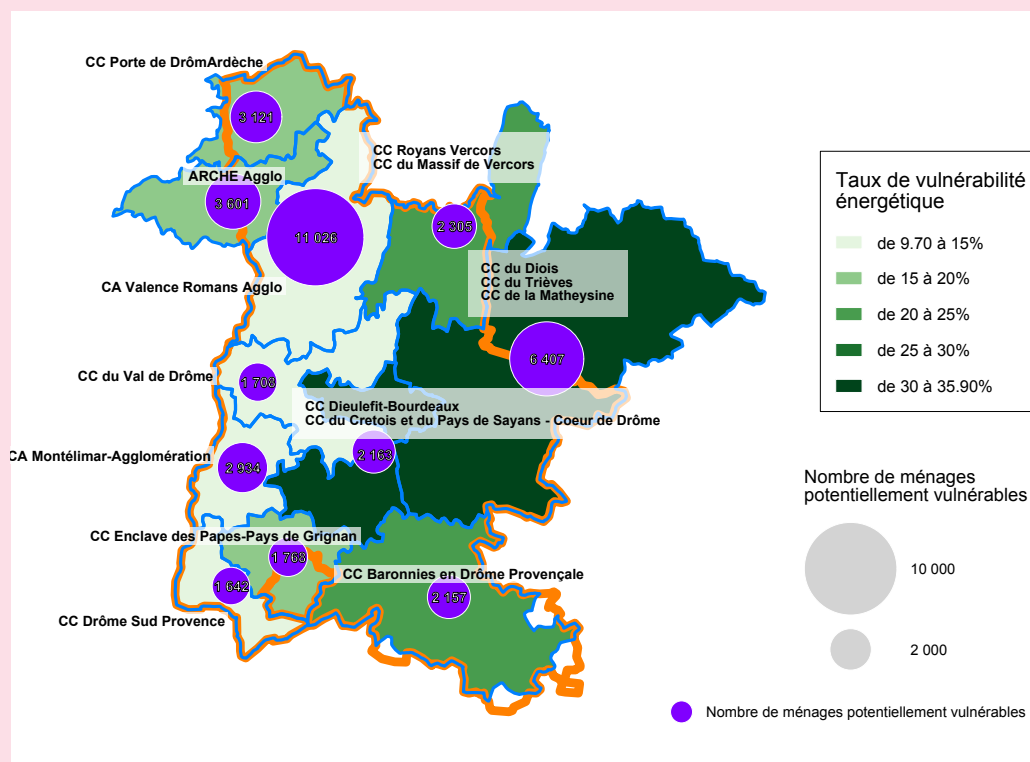 CC Porte de DrômArdèche
3 121
CC Royans Vercors
CC du Massif de Vercors
ARCHE Agglo
3 601
11 026
2 305
CC du Diois
CC du Trièves
CC de la Matheysine
CA Valence Romans Agglo
6 407
CC du Val de Drôme
1 708
CC Dieulefit-Bourdeaux
CC du Cretois et du Pays de Sayans - Coeur de Drôme
CA Montélimar-Agglomération
2 934
2 163
CC Enclave des Papes-Pays de Grignan
1 768
CC Baronnies en Drôme Provençale
1 642
2 157
CC Drôme Sud Provence
Taux de vulnérabilité
énergétique
de 9.70 à 15%
de 15 à 20%
de 20 à 25%
de 25 à 30%
de 30 à 35.90%
Nombre de ménages
potentiellement vulnérables
10 000
2 000
Nombre de ménages potentiellement vulnérables